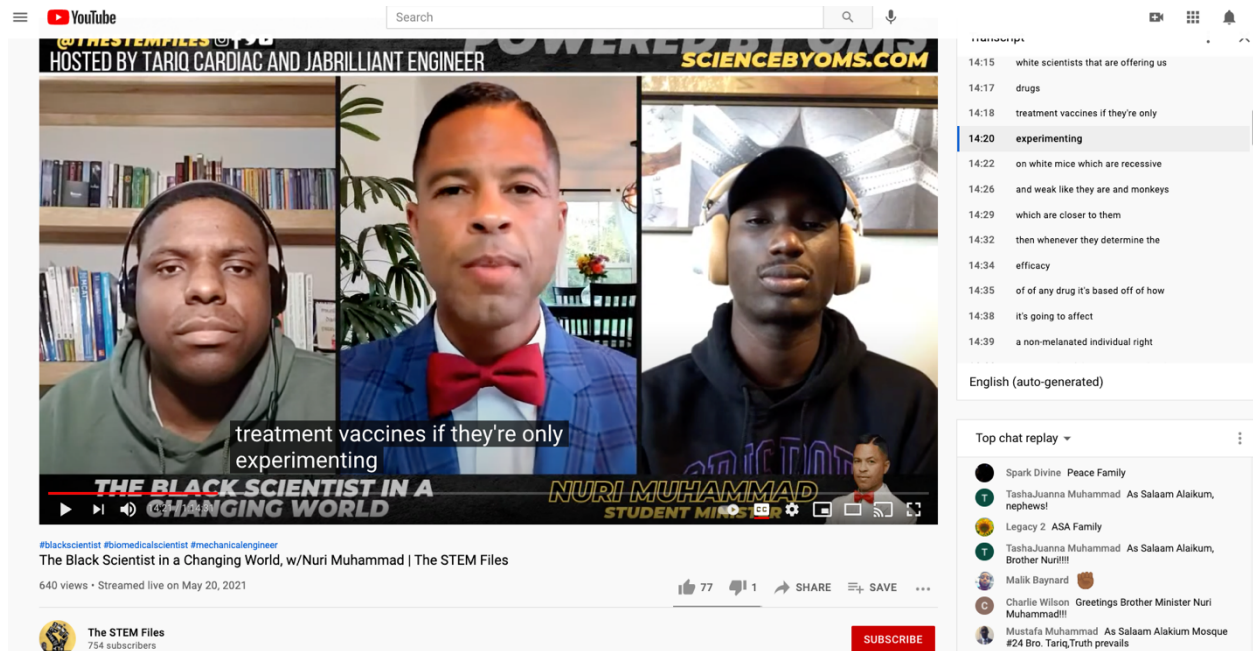 YouTube
Search
@THESTEMFILES
POWERED BY OMS
HOSTED BY TARIQ CARDIAC AND JABRILLIANT ENGINEER
SCIENCEBYOMS.COM
treatment vaccines if they're only
experimenting
THE BLACK SCIENTIST IN A
CHANGING WORLD
NURI MUHAMMAD
STUDENT MINISTER
#blackscientist #biomedicalscientist #mechanicalengineer
The Black Scientist in a Changing World, w/Nuri Muhammad | The STEM Files
640 views • Streamed live on May 20, 2021
77 1 SHARE SAVE
The STEM Files
754 subscribers
SUBSCRIBE
Transcript
14:15 white scientists that are offering us
14:17 drugs
14:18 treatment vaccines if they're only
14:20 experimenting
14:22 on white mice which are recessive
14:26 and weak like they are and monkeys
14:29 which are closer to them
14:32 then whenever they determine the
14:34 efficacy
14:35 of of any drug it's based off of how
14:38 it's going to affect
14:39 a non-melanated individual right
English (auto-generated)
Top chat replay
Spark Divine Peace Family
T TashaJuanna Muhammad As Salaam Alaikum,
nephews!
Legacy 2 ASA Family
T TashaJuanna Muhammad As Salaam Alaikum,
Brother Nuri!!!!
Malik Baynard
C Charlie Wilson Greetings Brother Minister Nuri
Muhammad!!!
Mustafa Muhammad As Salaam Alakium Mosque
#24 Bro. Tariq,Truth prevails